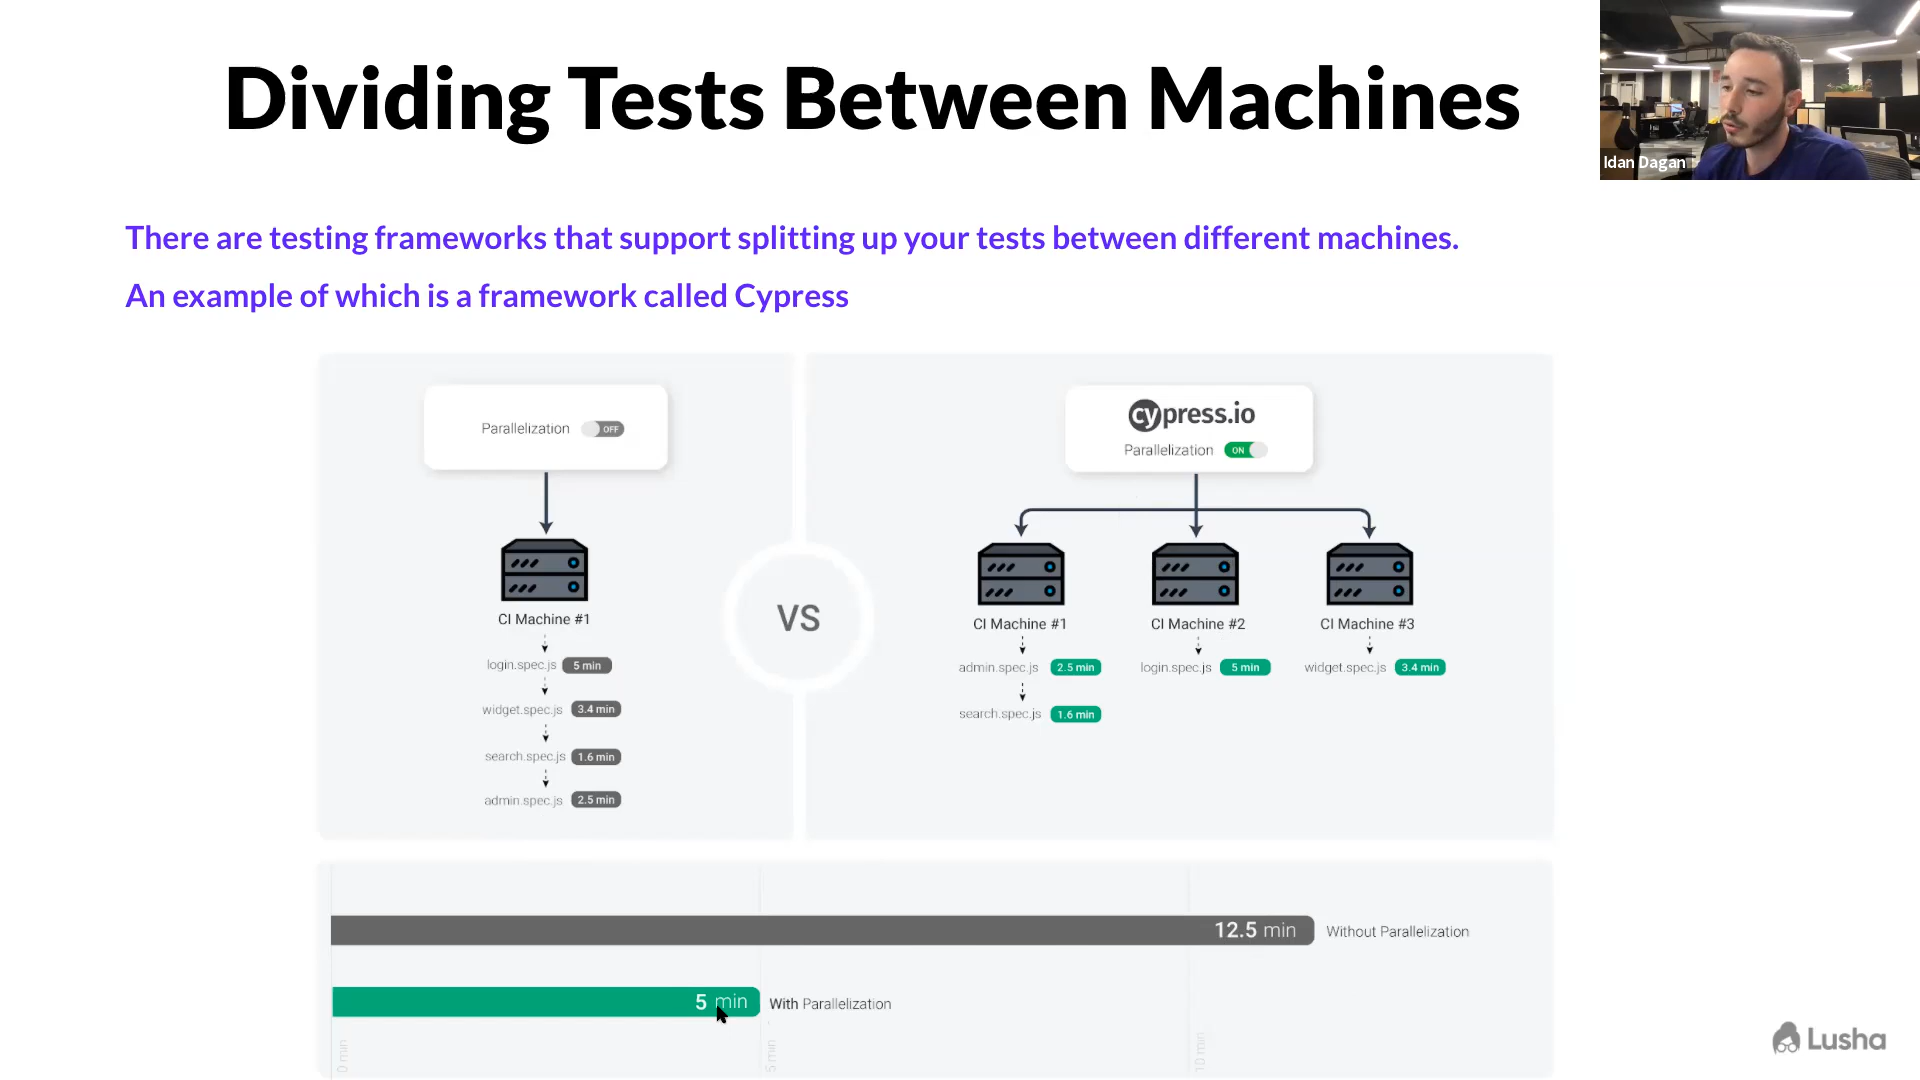 Dividing Tests Between Machines
Idan Dagan
There are testing frameworks that support splitting up your tests between different machines.
An example of which is a framework called Cypress
Parallelization OFF
CI Machine #1
login.spec.js 5 min
widget.spec.js 3.4 min
search.spec.js 1.6 min
admin.spec.js 2.5 min
VS
cypress.io
Parallelization ON
CI Machine #1
admin.spec.js 2.5 min
search.spec.js 1.6 min
CI Machine #2
login.spec.js 5 min
CI Machine #3
widget.spec.js 3.4 min
12.5 min Without Parallelization
5 min With Parallelization
0 min
5 min
10 min
Lusha